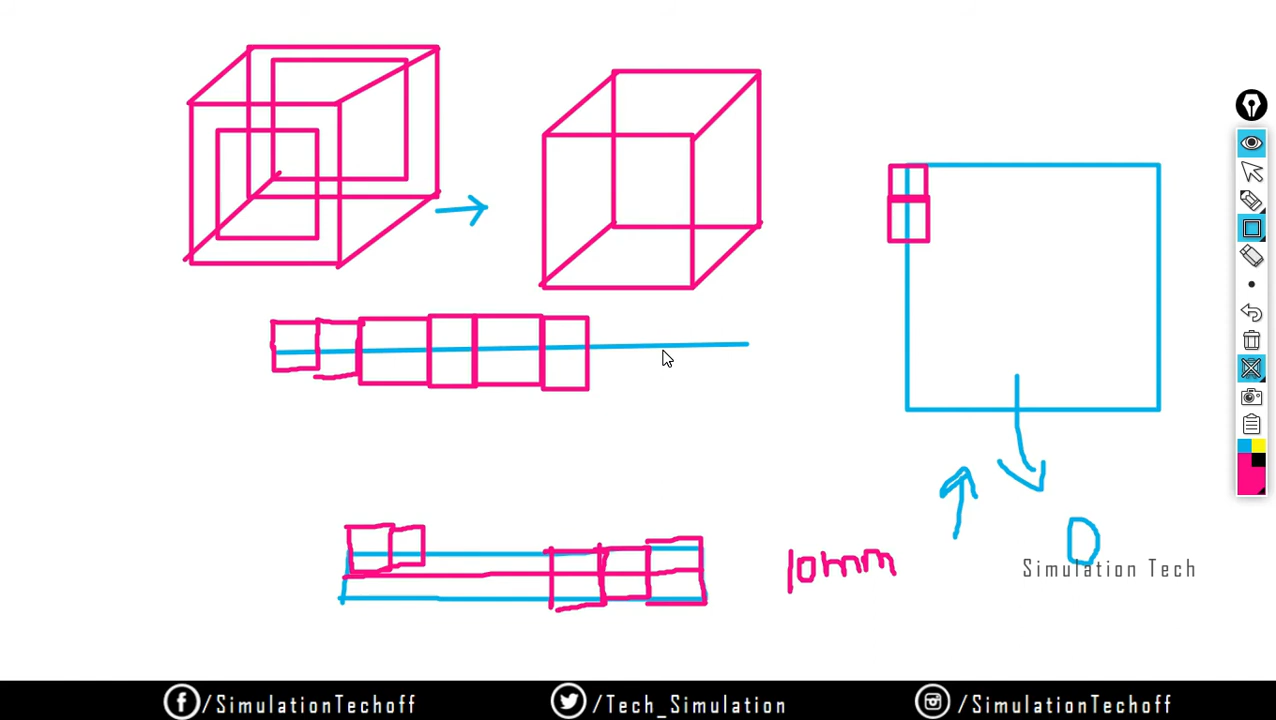 10mm
D
Simulation Tech
/SimulationTechoff
/Tech_Simulation
/SimulationTechoff